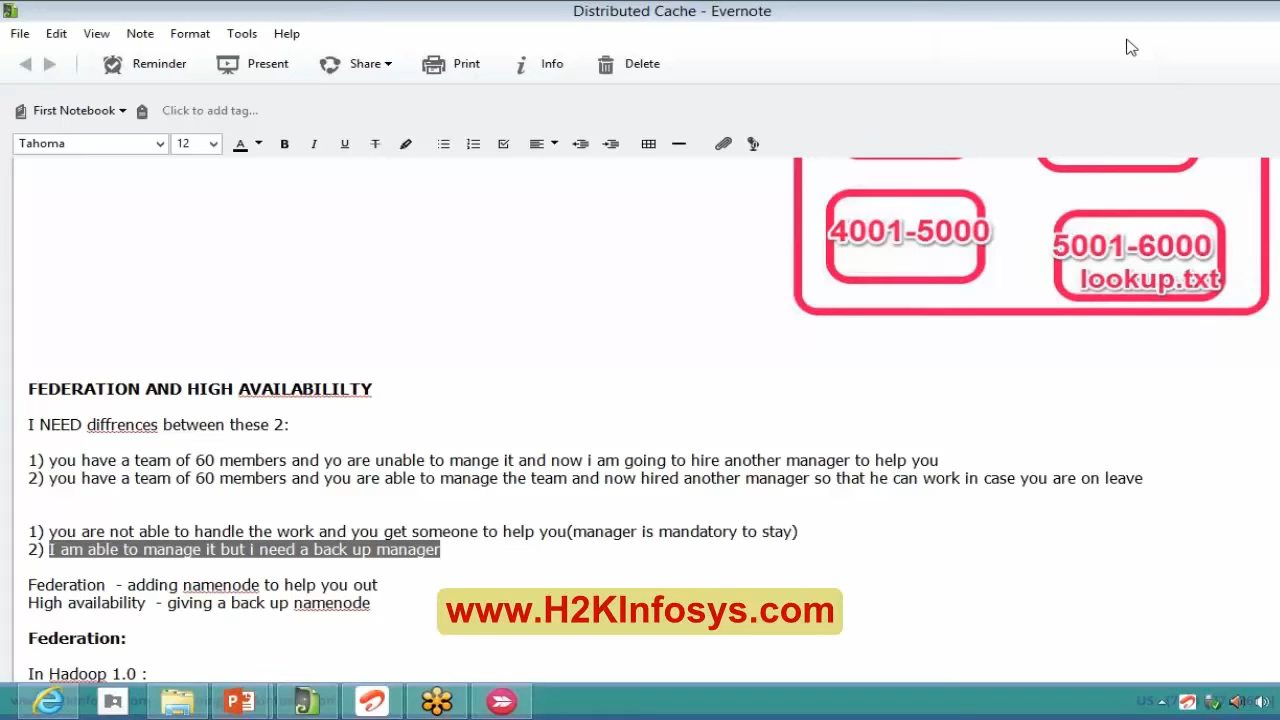 Distributed Cache - Evernote
File Edit View Note Format Tools Help
Reminder Present Share Print Info Delete
First Notebook Click to add tag...
Tahoma 12 A B I U T
4001-5000
5001-6000
lookup.txt
FEDERATION AND HIGH AVAILABILILTY
I NEED diffrences between these 2:
1) you have a team of 60 members and yo are unable to mange it and now i am going to hire another manager to help you
2) you have a team of 60 members and you are able to manage the team and now hired another manager so that he can work in case you are on leave
1) you are not able to handle the work and you get someone to help you(manager is mandatory to stay)
2) I am able to manage it but i need a back up manager
Federation - adding namenode to help you out
High availability - giving a back up namenode
www.H2KInfosys.com
Federation:
In Hadoop 1.0 :
US